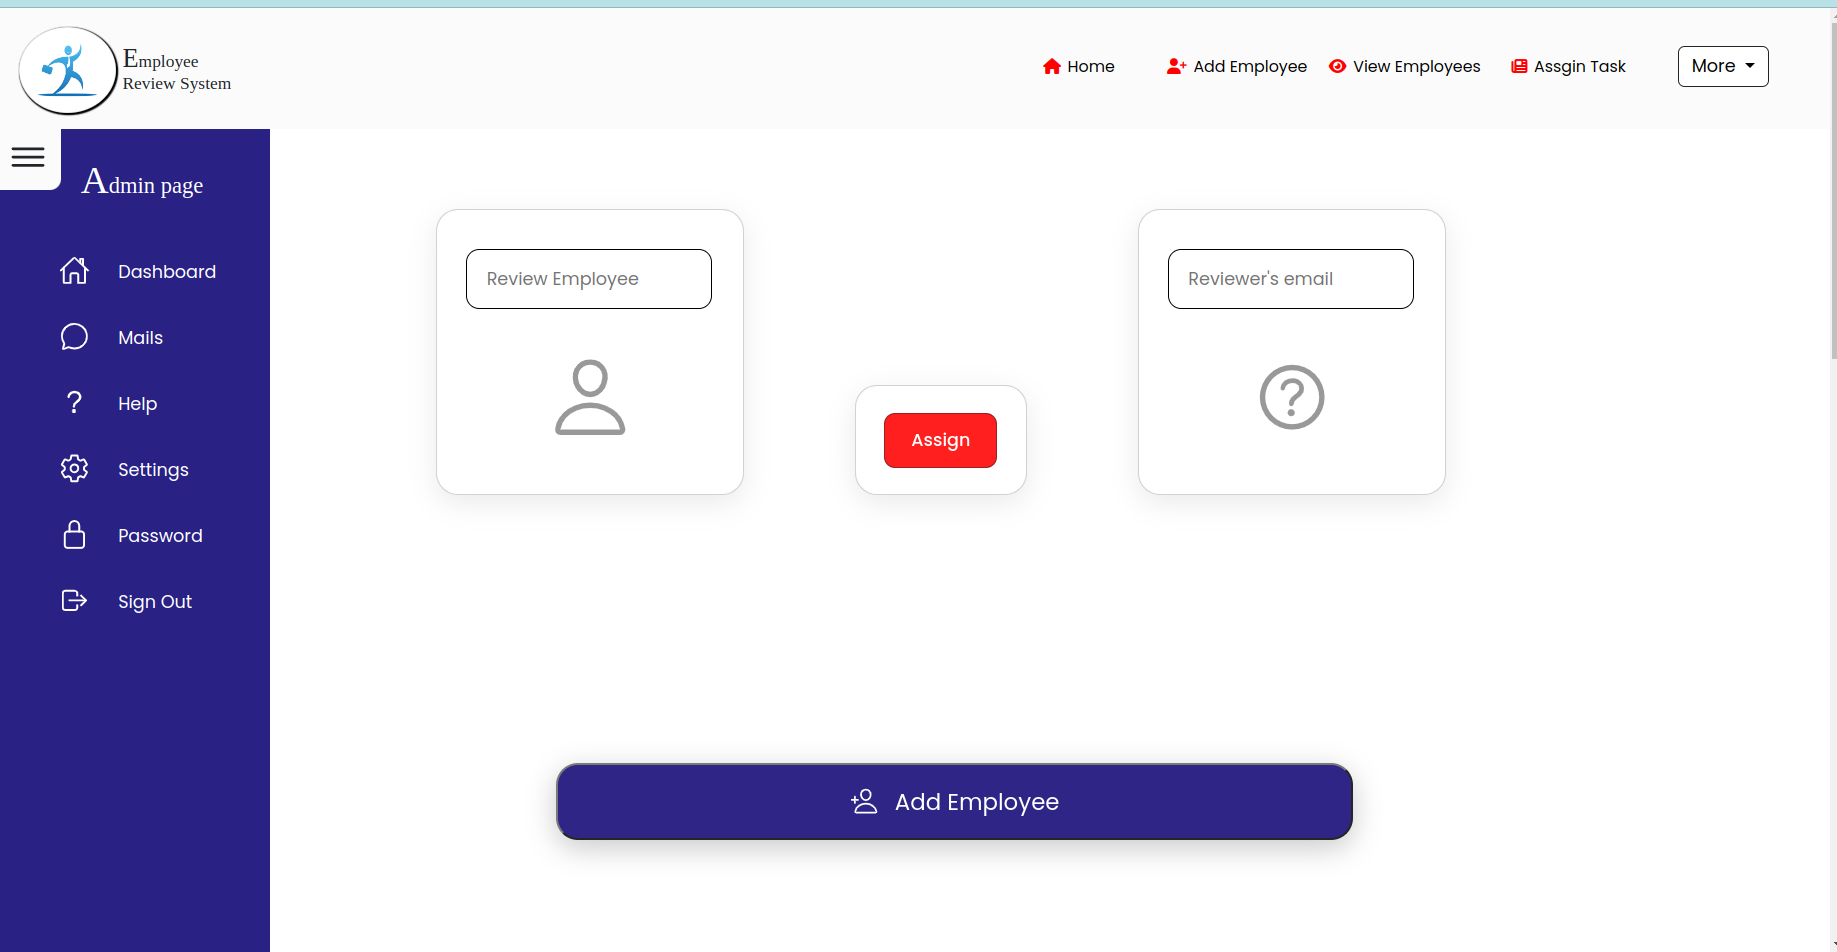 Employee
Review System
Home
Add Employee
View Employees
Assgin Task
More
Admin page
Dashboard
Mails
Help
Settings
Password
Sign Out
Review Employee
Reviewer's email
Assign
Add Employee